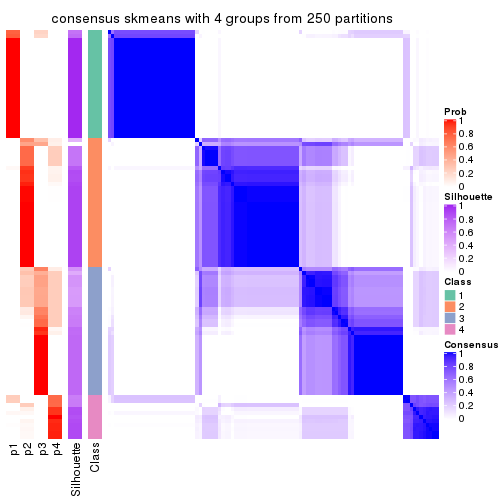 consensus skmeans with 4 groups from 250 partitions
Prob
1
0.8
0.6
0.4
0.2
0
Silhouette
1
0.8
0.6
0.4
0.2
0
Class
1
2
3
4
Consensus
1
0.8
0.6
0.4
0.2
0
p1
p2
p3
p4
Silhouette
Class